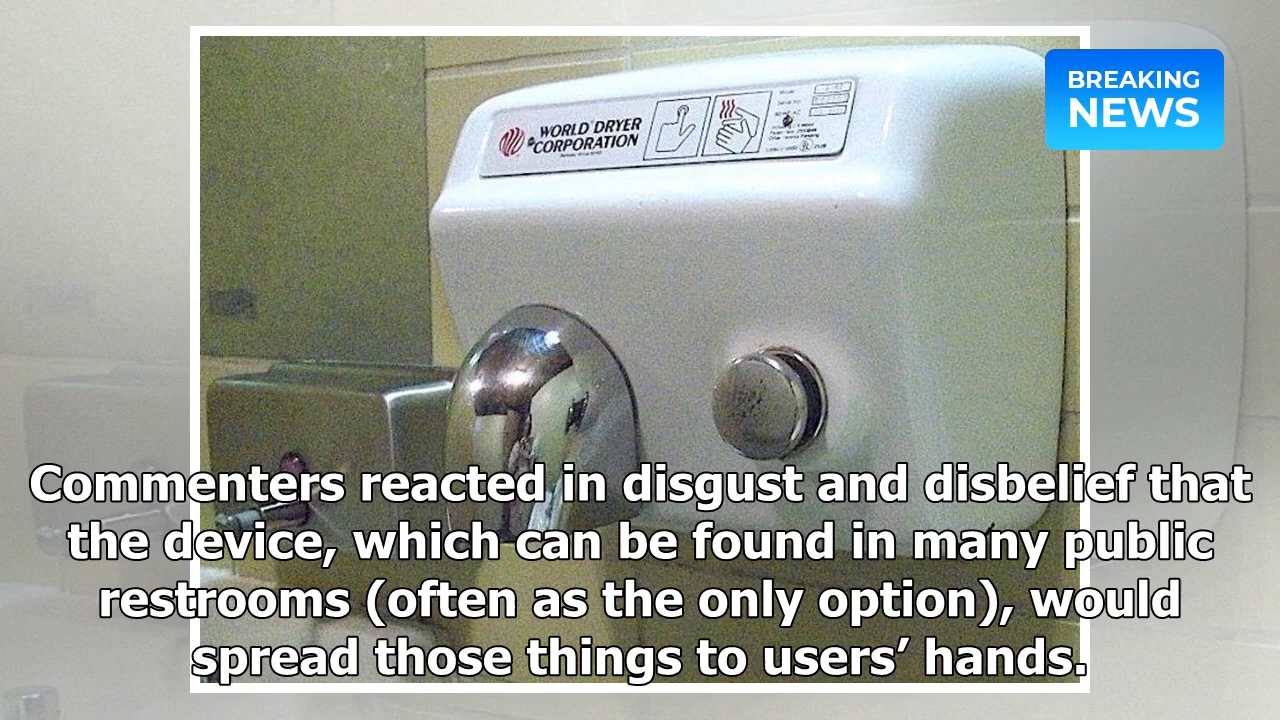 BREAKING
NEWS
WORLD DRYER
CORPORATION
Commenters reacted in disgust and disbelief that
the device, which can be found in many public
restrooms (often as the only option), would
spread those things to users’ hands.